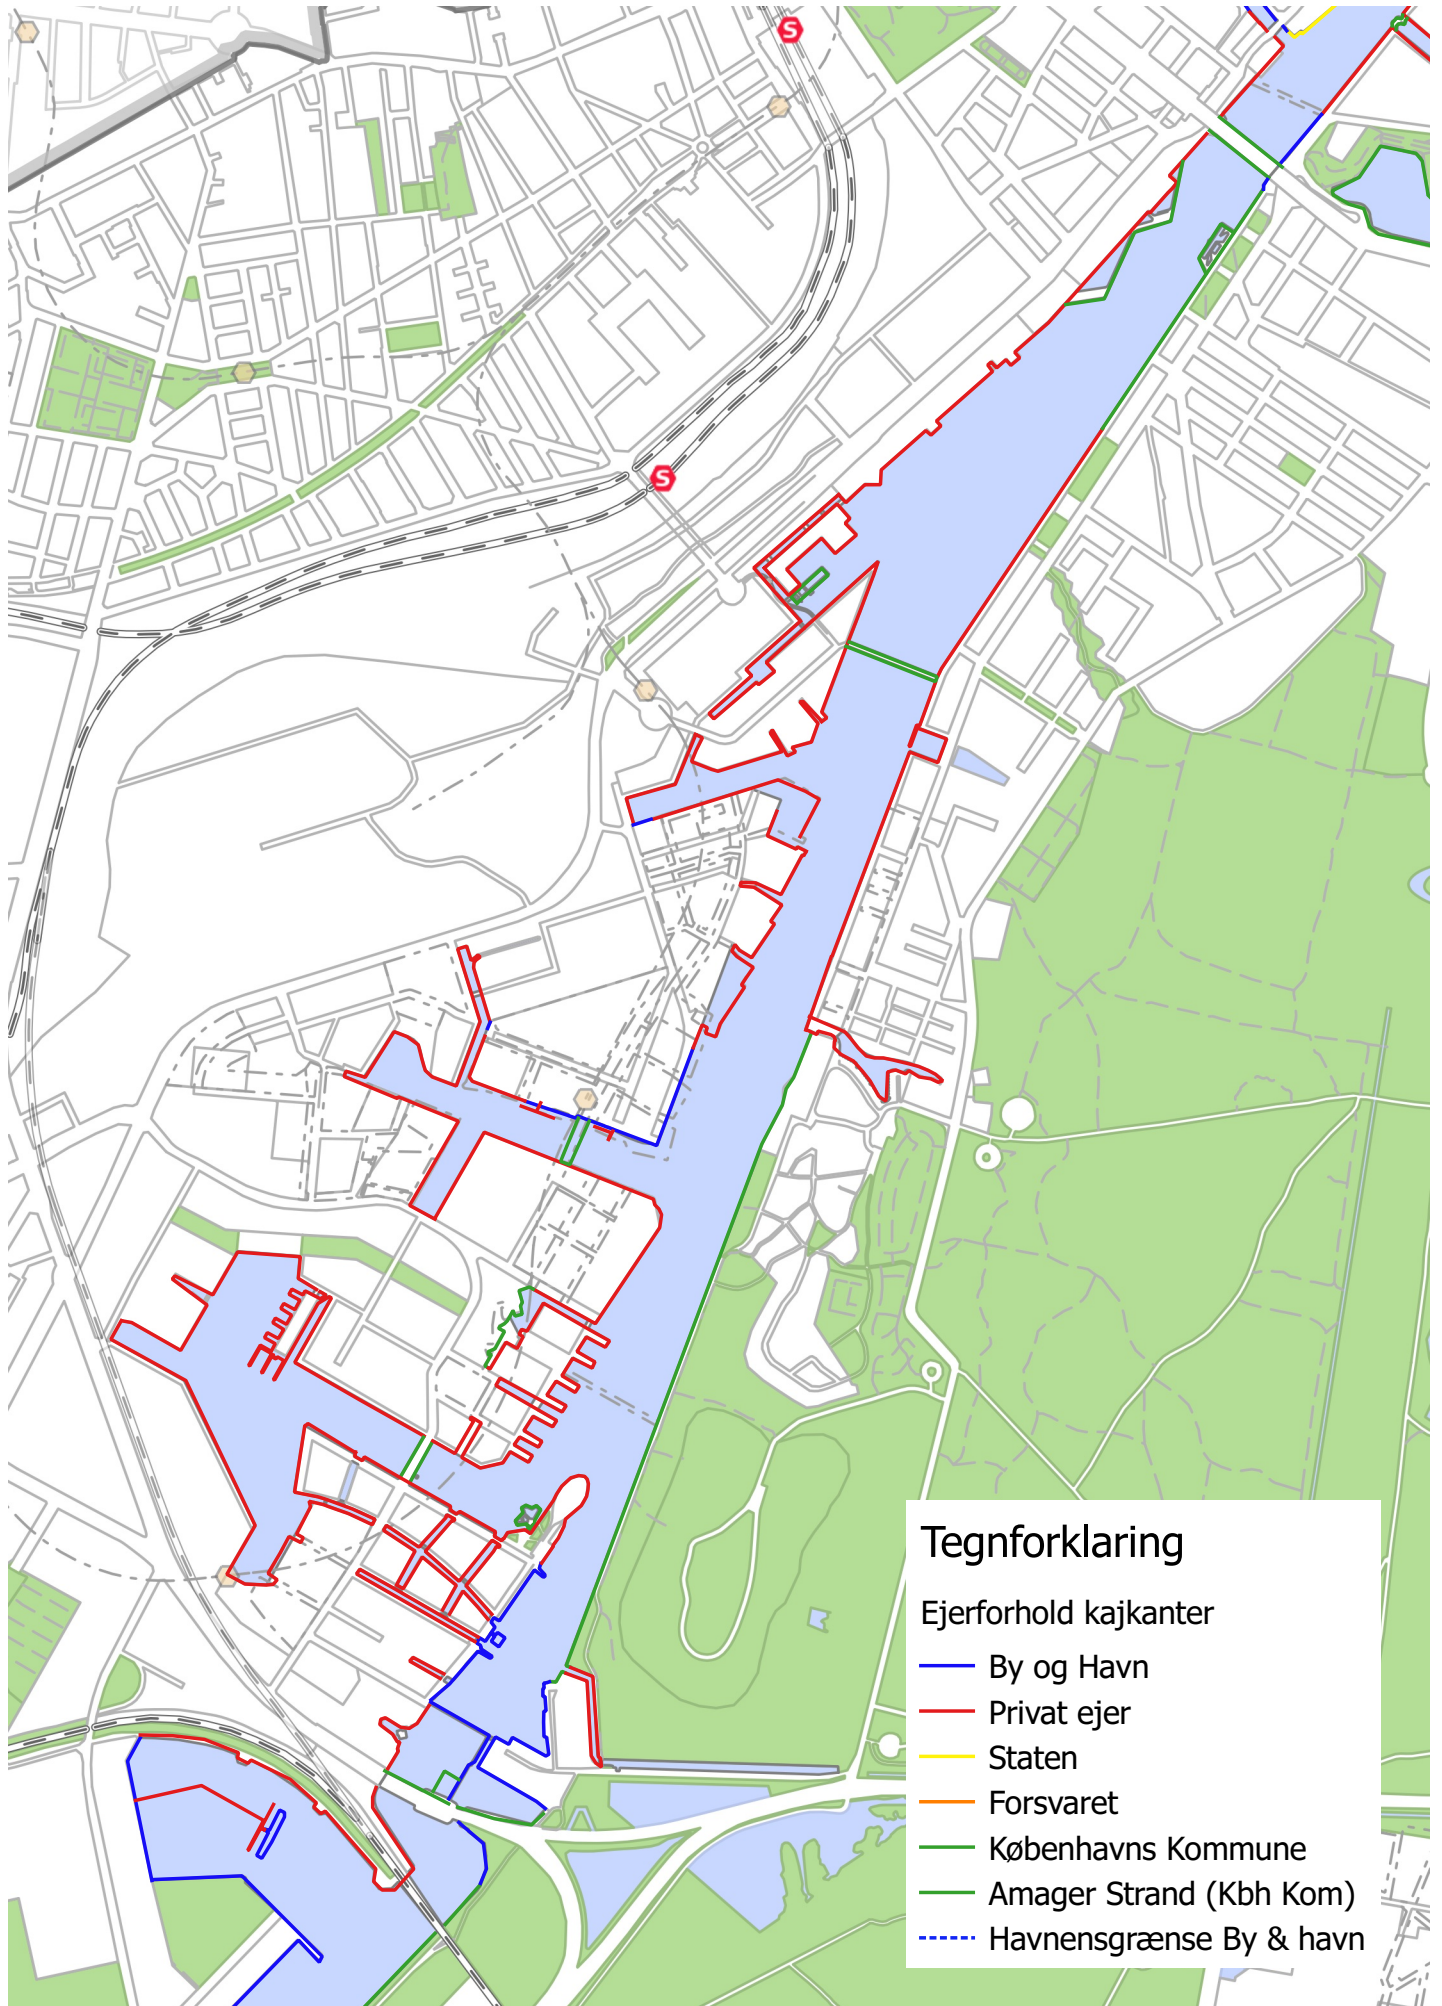 S
S
Tegnforklaring
Ejerforhold kajkanter
By og Havn
Privat ejer
Staten
Forsvaret
Københavns Kommune
Amager Strand (Kbh Kom)
Havnensgrænse By & havn